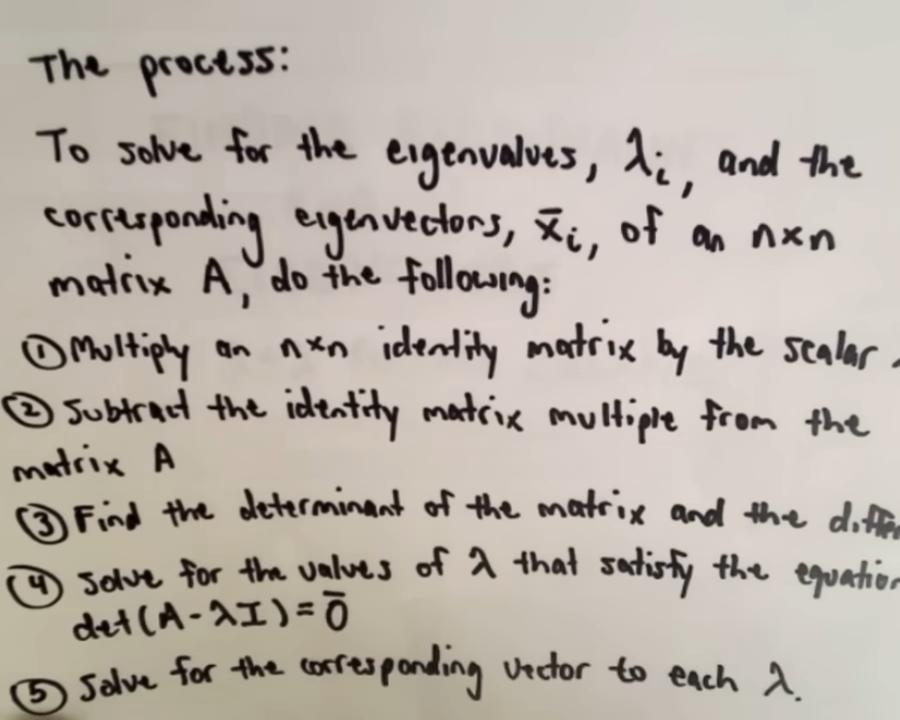 The process:
To solve for the eigenvalues, λᵢ, and the
corresponding eigenvectors, x̄ᵢ, of an n×n
matrix A, do the following:
① Multiply an n×n identity matrix by the scalar
② Subtract the identity matrix multiple from the
matrix A
③ Find the determinant of the matrix and the
④ Solve for the values of λ that satisfy the equation
det(A-λI)=0̄
⑤ Solve for the corresponding vector to each λ.